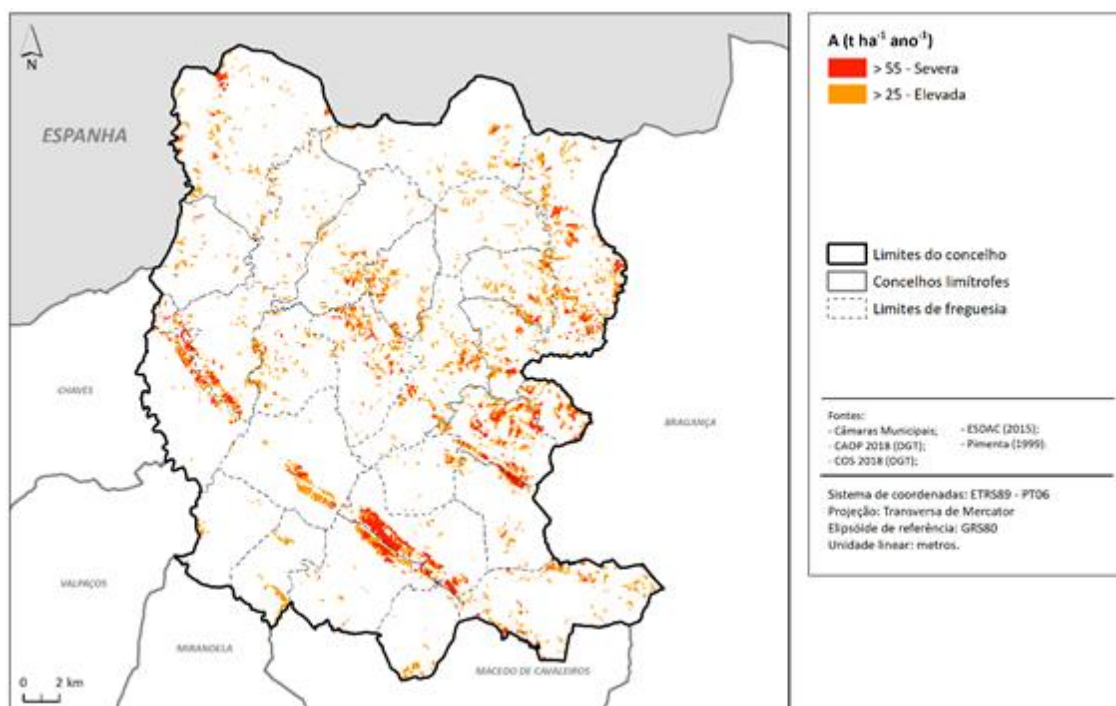 N
ESPANHA
CHAVES
BRAGANÇA
VALPAÇOS
MIRANDELA
MACEDO DE CAVALEIROS
0 2 km
A (t ha⁻¹ ano⁻¹)
> 55 - Severa
> 25 - Elevada
Limites do concelho
Concelhos limítrofes
Limites de freguesia
Fontes:
- Câmaras Municipais; - ESDAC (2015);
- CAOP 2018 (DGT); - Pimenta (1999).
- COS 2018 (DGT);
Sistema de coordenadas: ETRS89 - PT06
Projeção: Transversa de Mercator
Elipsóide de referência: GRS80
Unidade linear: metros.